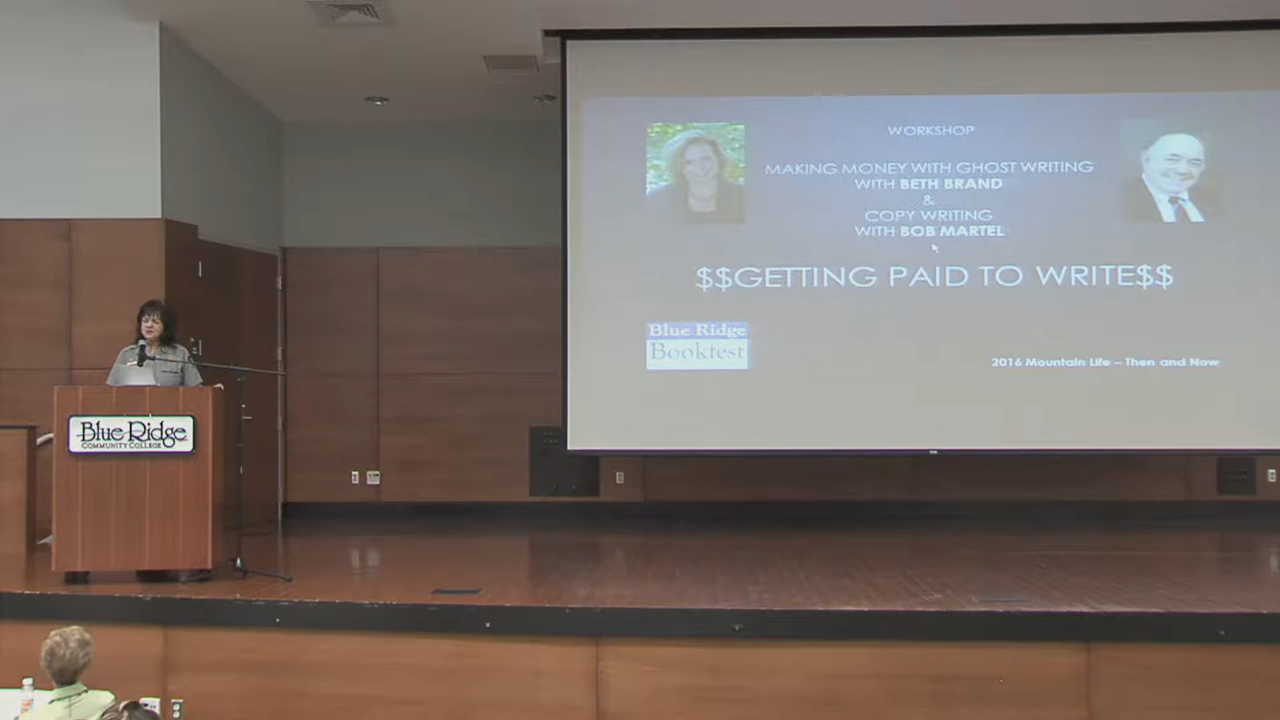 WORKSHOP
MAKING MONEY WITH GHOST WRITING
WITH BETH BRAND
&
COPY WRITING
WITH BOB MARTEL
$$GETTING PAID TO WRITE$$
Blue Ridge
Bookfest
2016 Mountain Life – Then and Now
Blue Ridge
COMMUNITY COLLEGE